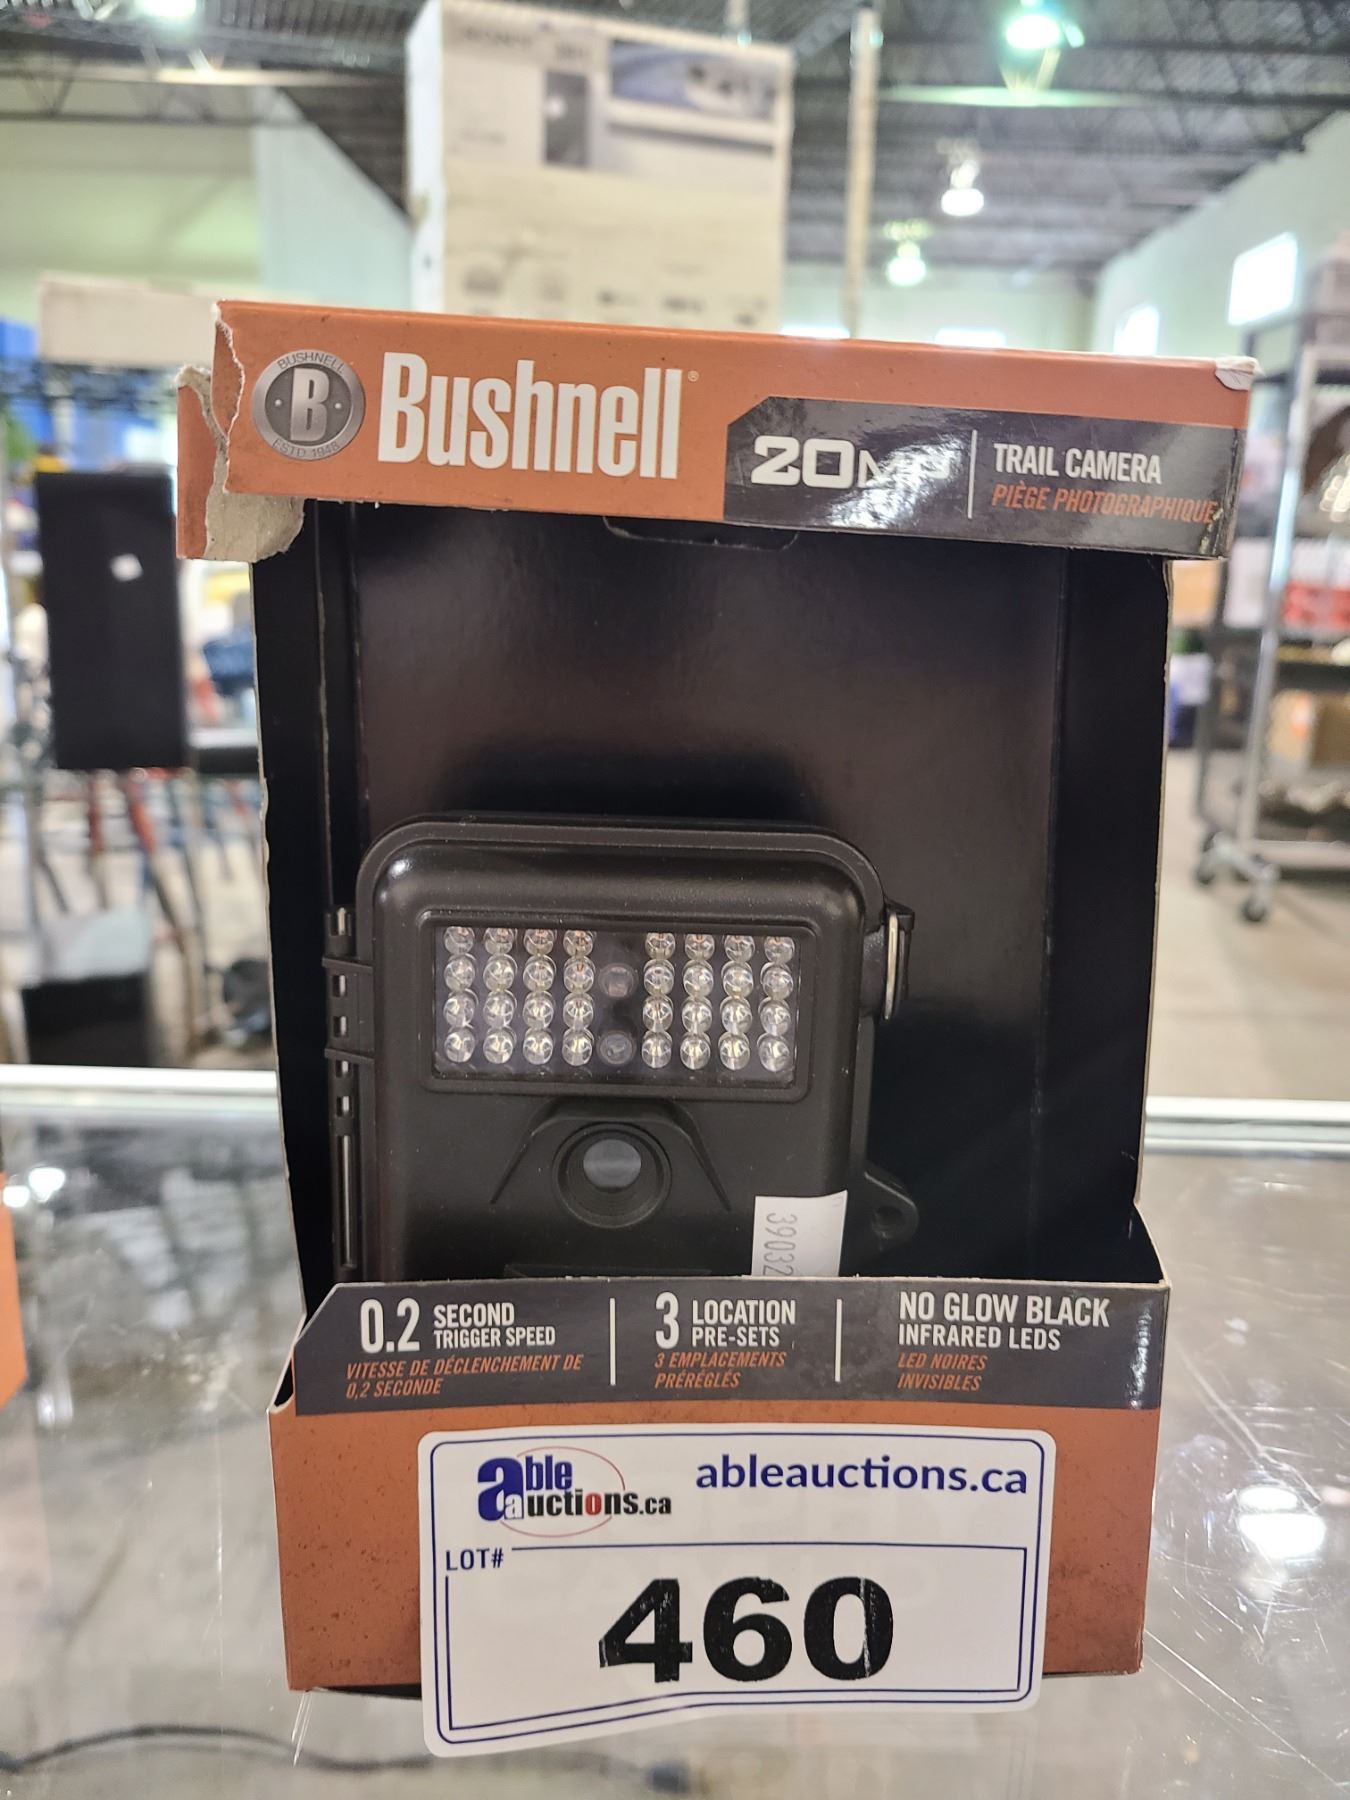 BUSHNELL
B
ESTD 1948
Bushnell®
20MP
TRAIL CAMERA
PIÈGE PHOTOGRAPHIQUE
39032
0.2 SECOND
TRIGGER SPEED
VITESSE DE DÉCLENCHEMENT DE
0,2 SECONDE
3 LOCATION
PRE-SETS
3 EMPLACEMENTS
PRÉRÉGLÉS
NO GLOW BLACK
INFRARED LEDS
LED NOIRES
INVISIBLES
able
auctions.ca
ableauctions.ca
LOT#
460